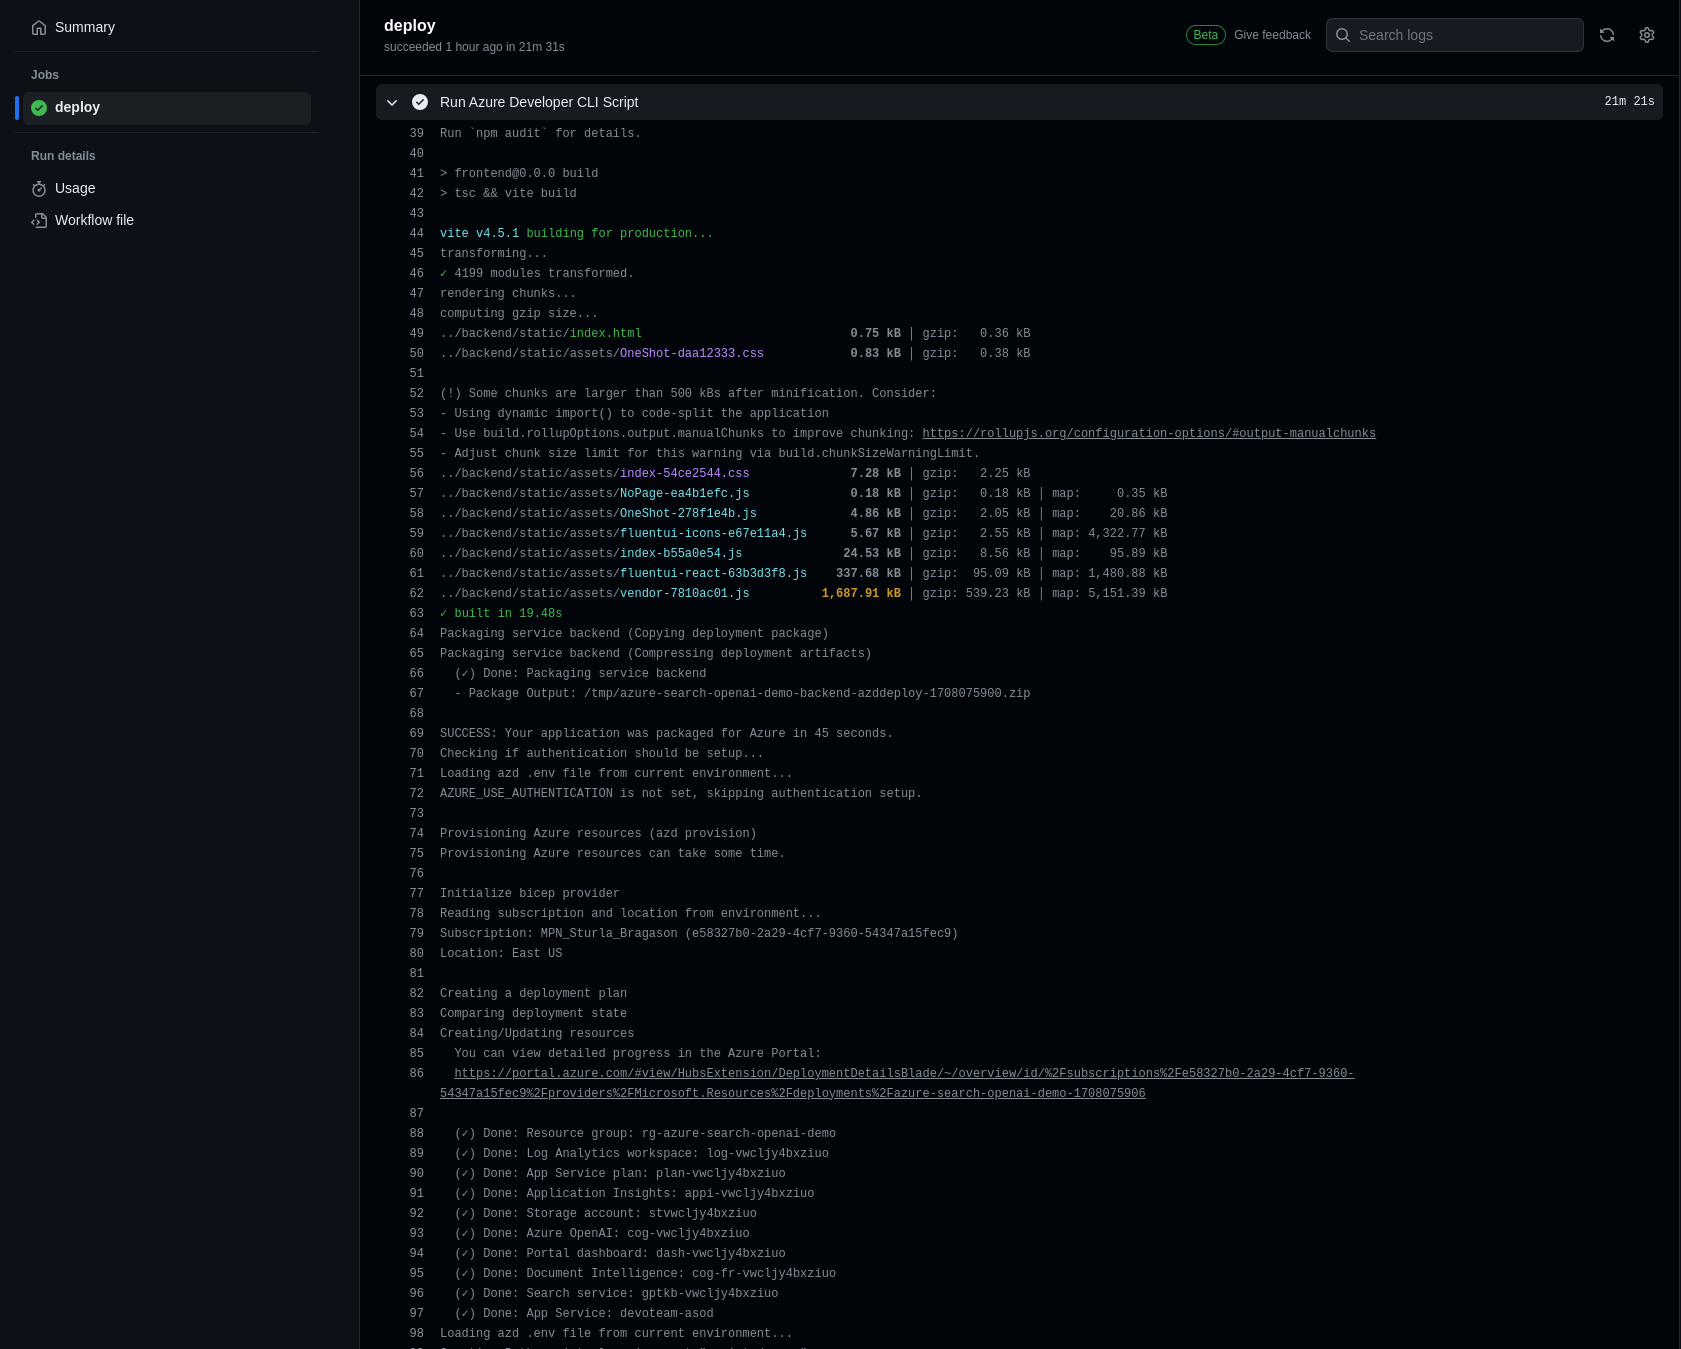 Summary
Jobs
deploy
Run details
Usage
Workflow file
deploy
succeeded 1 hour ago in 21m 31s
Beta Give feedback
Search logs
Run Azure Developer CLI Script 21m 21s
39 Run `npm audit` for details.
40
41 > frontend@0.0.0 build
42 > tsc && vite build
43
44 vite v4.5.1 building for production...
45 transforming...
46 ✓ 4199 modules transformed.
47 rendering chunks...
48 computing gzip size...
49 ../backend/static/index.html 0.75 kB │ gzip: 0.36 kB
50 ../backend/static/assets/OneShot-daa12333.css 0.83 kB │ gzip: 0.38 kB
51
52 (!) Some chunks are larger than 500 kBs after minification. Consider:
53 - Using dynamic import() to code-split the application
54 - Use build.rollupOptions.output.manualChunks to improve chunking: https://rollupjs.org/configuration-options/#output-manualchunks
55 - Adjust chunk size limit for this warning via build.chunkSizeWarningLimit.
56 ../backend/static/assets/index-54ce2544.css 7.28 kB │ gzip: 2.25 kB
57 ../backend/static/assets/NoPage-ea4b1efc.js 0.18 kB │ gzip: 0.18 kB │ map: 0.35 kB
58 ../backend/static/assets/OneShot-278f1e4b.js 4.86 kB │ gzip: 2.05 kB │ map: 20.86 kB
59 ../backend/static/assets/fluentui-icons-e67e11a4.js 5.67 kB │ gzip: 2.55 kB │ map: 4,322.77 kB
60 ../backend/static/assets/index-b55a0e54.js 24.53 kB │ gzip: 8.56 kB │ map: 95.89 kB
61 ../backend/static/assets/fluentui-react-63b3d3f8.js 337.68 kB │ gzip: 95.09 kB │ map: 1,480.88 kB
62 ../backend/static/assets/vendor-7810ac01.js 1,687.91 kB │ gzip: 539.23 kB │ map: 5,151.39 kB
63 ✓ built in 19.48s
64 Packaging service backend (Copying deployment package)
65 Packaging service backend (Compressing deployment artifacts)
66 (✓) Done: Packaging service backend
67 - Package Output: /tmp/azure-search-openai-demo-backend-azddeploy-1708075900.zip
68
69 SUCCESS: Your application was packaged for Azure in 45 seconds.
70 Checking if authentication should be setup...
71 Loading azd .env file from current environment...
72 AZURE_USE_AUTHENTICATION is not set, skipping authentication setup.
73
74 Provisioning Azure resources (azd provision)
75 Provisioning Azure resources can take some time.
76
77 Initialize bicep provider
78 Reading subscription and location from environment...
79 Subscription: MPN_Sturla_Bragason (e58327b0-2a29-4cf7-9360-54347a15fec9)
80 Location: East US
81
82 Creating a deployment plan
83 Comparing deployment state
84 Creating/Updating resources
85 You can view detailed progress in the Azure Portal:
86 https://portal.azure.com/#view/HubsExtension/DeploymentDetailsBlade/~/overview/id/%2Fsubscriptions%2Fe58327b0-2a29-4cf7-9360-
54347a15fec9%2Fproviders%2FMicrosoft.Resources%2Fdeployments%2Fazure-search-openai-demo-1708075906
87
88 (✓) Done: Resource group: rg-azure-search-openai-demo
89 (✓) Done: Log Analytics workspace: log-vwcljy4bxziuo
90 (✓) Done: App Service plan: plan-vwcljy4bxziuo
91 (✓) Done: Application Insights: appi-vwcljy4bxziuo
92 (✓) Done: Storage account: stvwcljy4bxziuo
93 (✓) Done: Azure OpenAI: cog-vwcljy4bxziuo
94 (✓) Done: Portal dashboard: dash-vwcljy4bxziuo
95 (✓) Done: Document Intelligence: cog-fr-vwcljy4bxziuo
96 (✓) Done: Search service: gptkb-vwcljy4bxziuo
97 (✓) Done: App Service: devoteam-asod
98 Loading azd .env file from current environment...